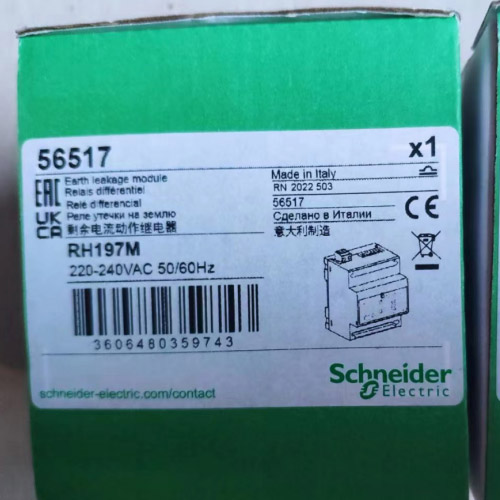 56517
x1
EAC
UK
CA
Earth leakage module
Relais différentiel
Relé differencial
Реле утечки на землю
剩余电流动作继电器
Made in Italy
RN 2022 503
56517
Сделано в Италии
意大利制造
CE
RH197M
220-240VAC 50/60Hz
3606480359743
schneider-electric.com/contact
Schneider
Electric